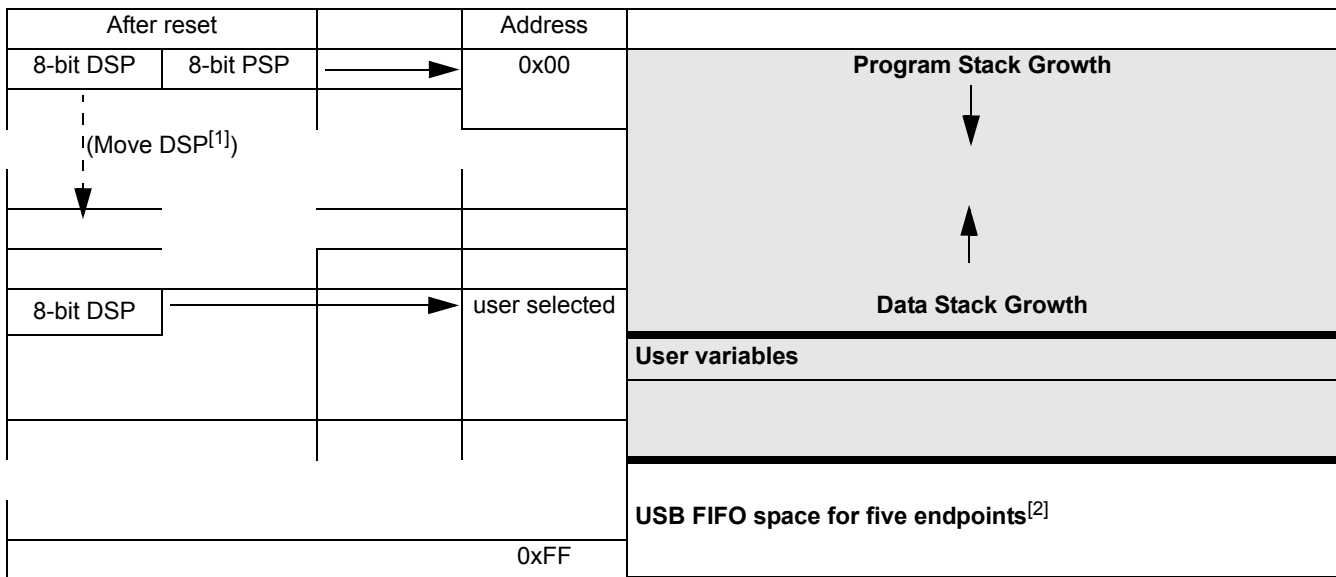 After reset Address
8-bit DSP 8-bit PSP 0x00 Program Stack Growth
(Move DSP[1])
8-bit DSP user selected Data Stack Growth
User variables
USB FIFO space for five endpoints[2]
0xFF